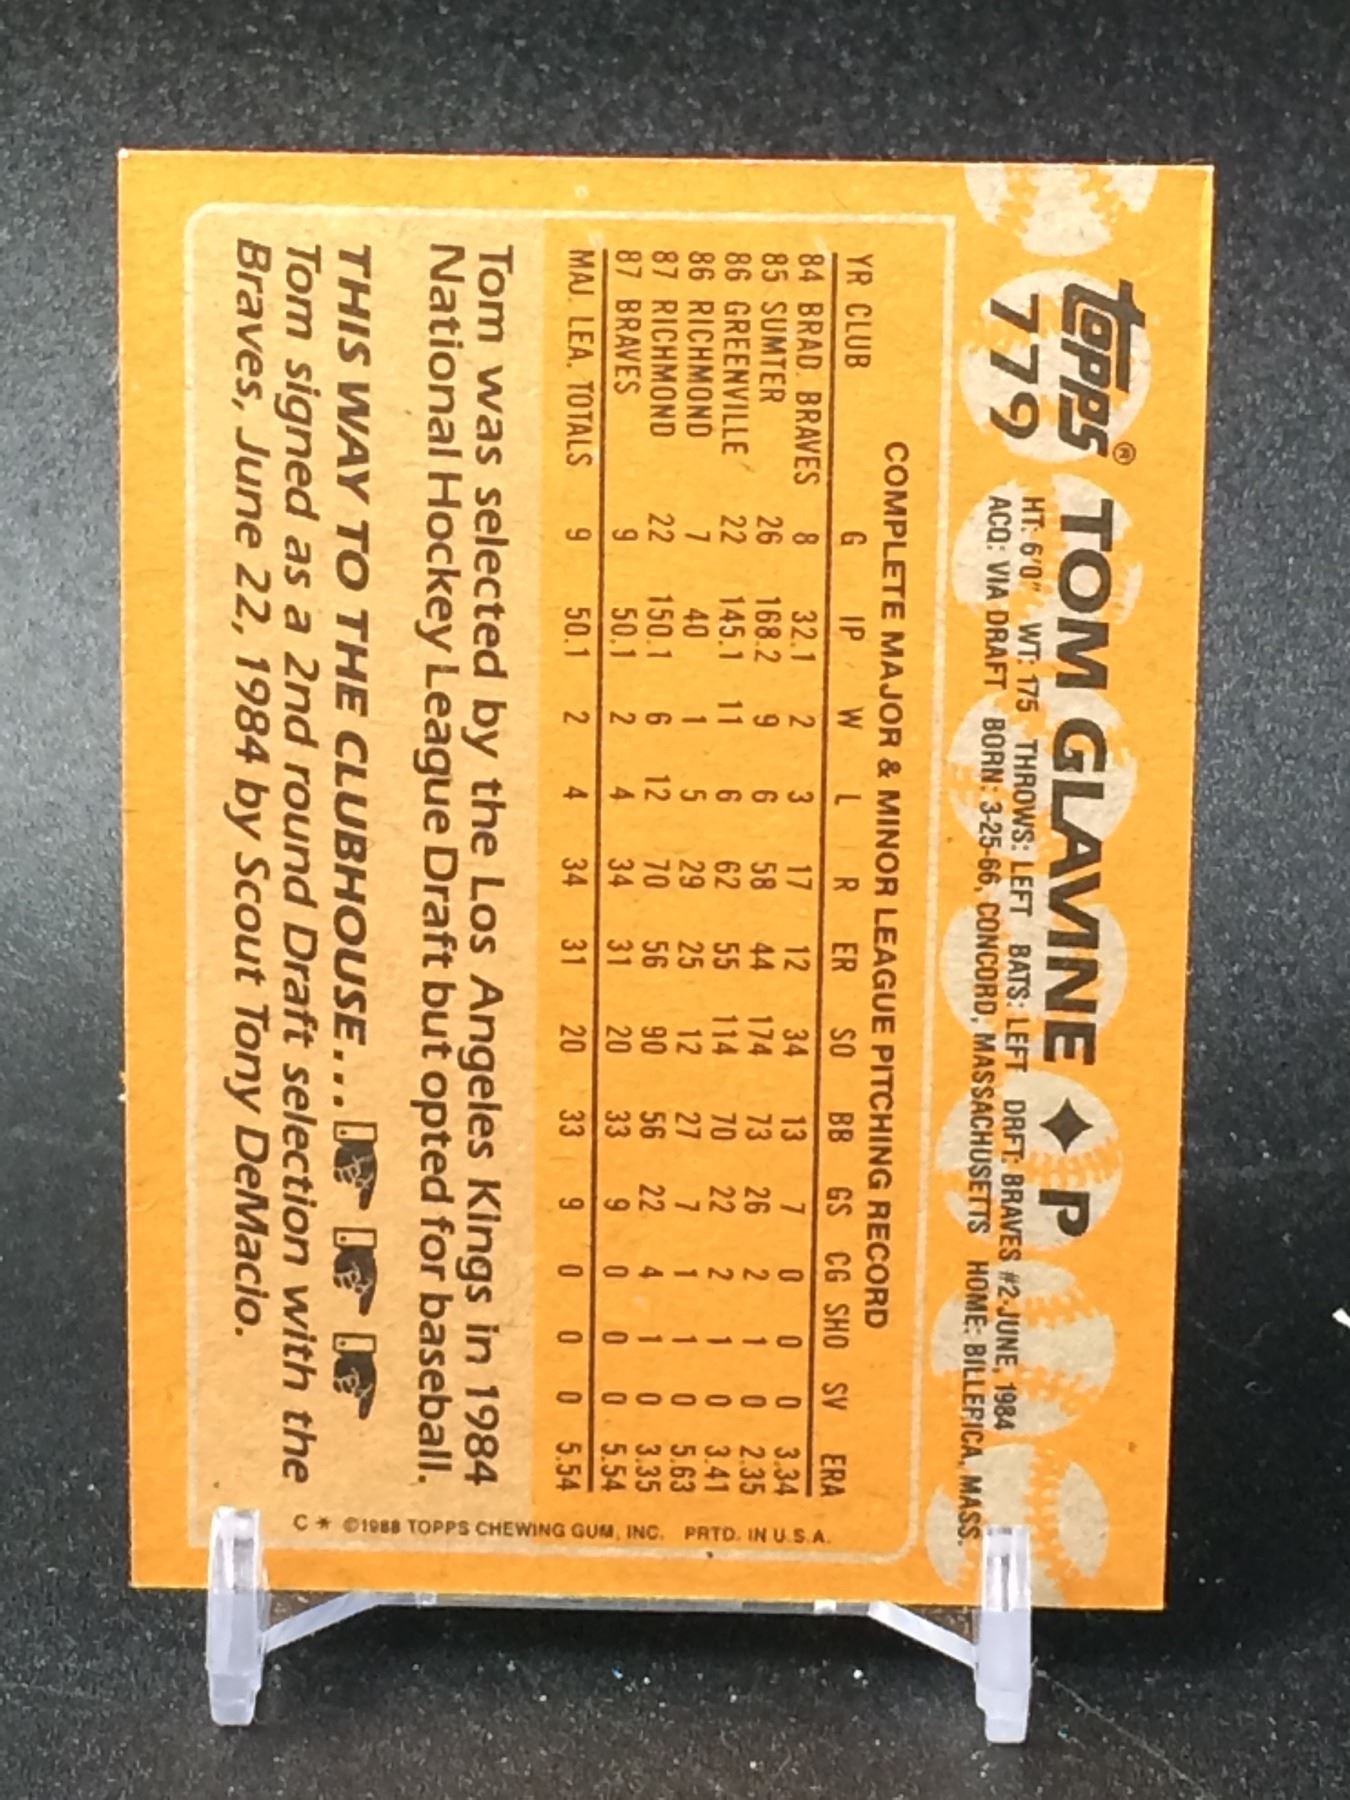 topps® TOM GLAVINE ✦ P
779 HT: 6'0" WT: 175 THROWS: LEFT BATS: LEFT DRFT: BRAVES #2-JUNE, 1984
ACQ: VIA DRAFT BORN: 3-25-66, CONCORD, MASSACHUSETTS HOME: BILLERICA, MASS.
COMPLETE MAJOR & MINOR LEAGUE PITCHING RECORD
YR CLUB G IP W L R ER SO BB GS CG SHO SV ERA
84 BRAD. BRAVES 8 32.1 2 3 17 12 34 13 7 0 0 0 3.34
85 SUMTER 26 168.2 9 6 58 44 174 73 26 2 1 0 2.35
86 GREENVILLE 22 145.1 11 6 62 55 114 70 22 2 1 0 3.41
86 RICHMOND 7 40 1 5 29 25 12 27 7 1 1 0 5.63
87 RICHMOND 22 150.1 6 12 70 56 90 56 22 4 1 0 3.35
87 BRAVES 9 50.1 2 4 34 31 20 33 9 0 0 0 5.54
MAJ. LEA. TOTALS 9 50.1 2 4 34 31 20 33 9 0 0 0 5.54
Tom was selected by the Los Angeles Kings in 1984
National Hockey League Draft but opted for baseball.
THIS WAY TO THE CLUBHOUSE...
Tom signed as a 2nd round Draft selection with the
Braves, June 22, 1984 by Scout Tony DeMacio.
C* ©1988 TOPPS CHEWING GUM, INC. PRTD. IN U.S.A.